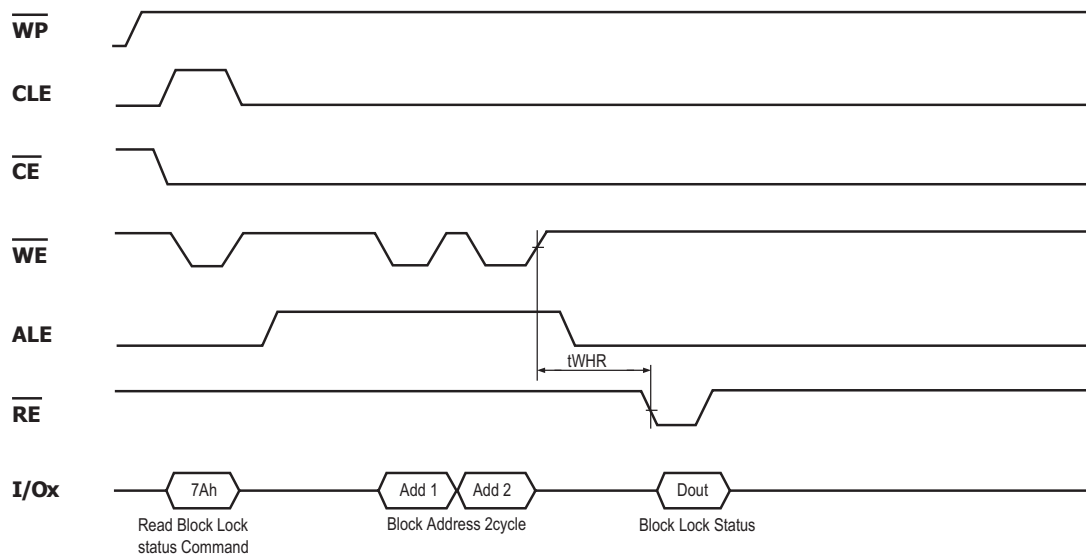 WP
CLE
CE
WE
ALE
tWHR
RE
I/Ox
7Ah
Add 1
Add 2
Dout
Read Block Lock
status Command
Block Address 2cycle
Block Lock Status